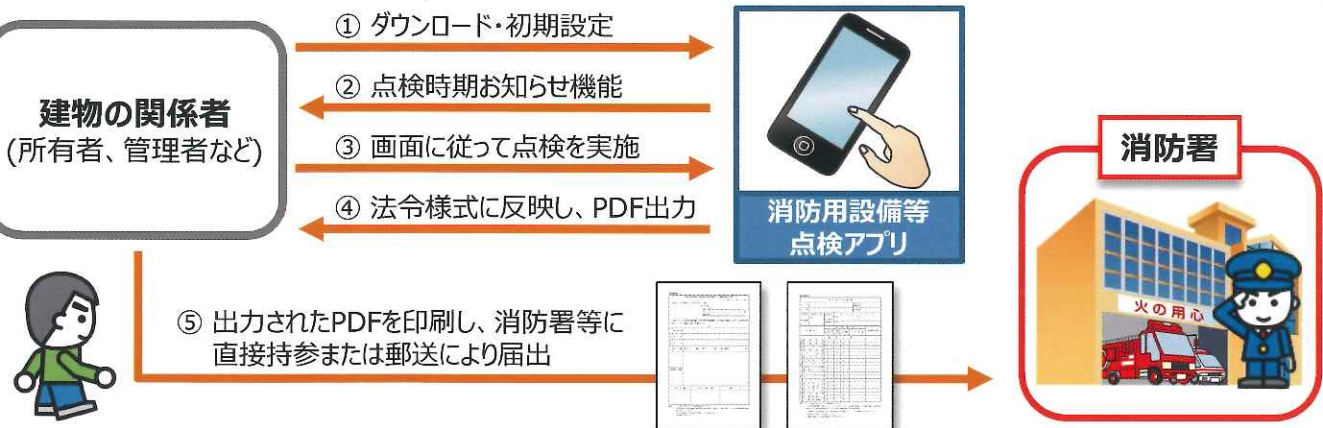 ① ダウンロード・初期設定
② 点検時期お知らせ機能
建物の関係者
(所有者、管理者など)
③ 画面に従って点検を実施
④ 法令様式に反映し、PDF出力
消防用設備等
点検アプリ
消防署
火の用心
⑤ 出力されたPDFを印刷し、消防署等に
直接持参または郵送により届出